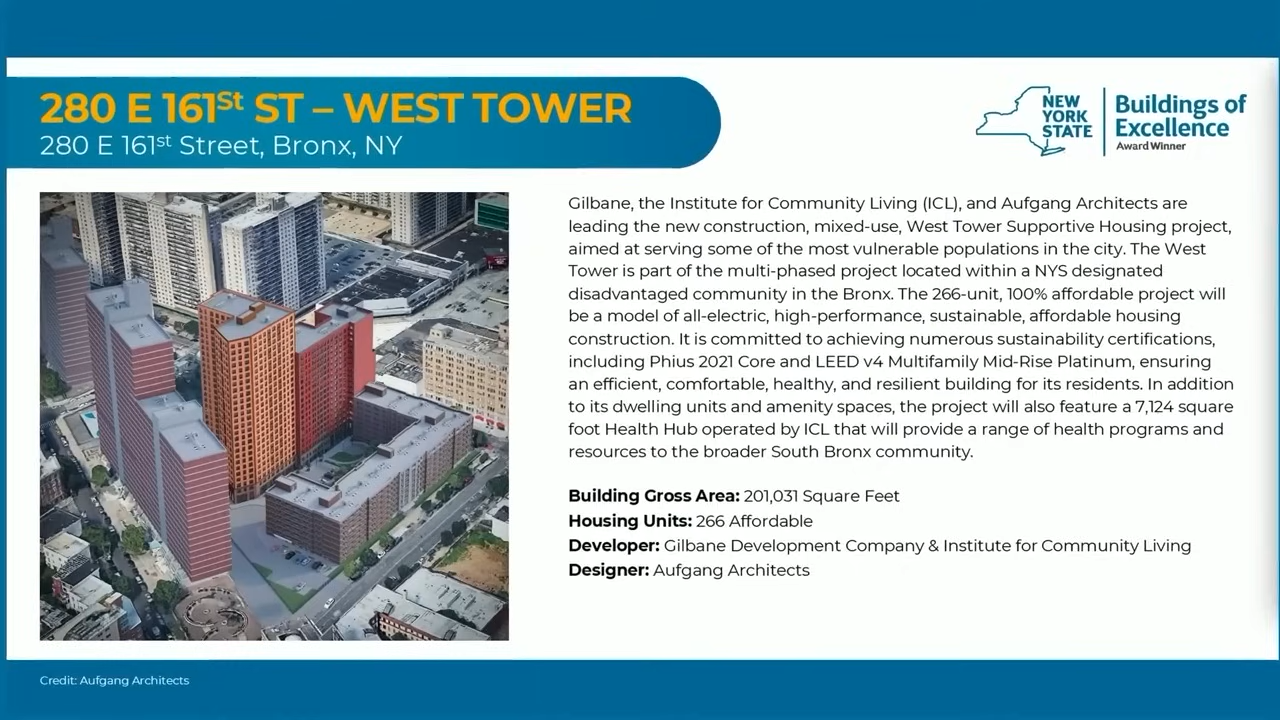 280 E 161St ST – WEST TOWER
280 E 161st Street, Bronx, NY
NEW
YORK
STATE
Buildings of
Excellence
Award Winner
Gilbane, the Institute for Community Living (ICL), and Aufgang Architects are
leading the new construction, mixed-use, West Tower Supportive Housing project,
aimed at serving some of the most vulnerable populations in the city. The West
Tower is part of the multi-phased project located within a NYS designated
disadvantaged community in the Bronx. The 266-unit, 100% affordable project will
be a model of all-electric, high-performance, sustainable, affordable housing
construction. It is committed to achieving numerous sustainability certifications,
including Phius 2021 Core and LEED v4 Multifamily Mid-Rise Platinum, ensuring
an efficient, comfortable, healthy, and resilient building for its residents. In addition
to its dwelling units and amenity spaces, the project will also feature a 7,124 square
foot Health Hub operated by ICL that will provide a range of health programs and
resources to the broader South Bronx community.
Building Gross Area: 201,031 Square Feet
Housing Units: 266 Affordable
Developer: Gilbane Development Company & Institute for Community Living
Designer: Aufgang Architects
Credit: Aufgang Architects